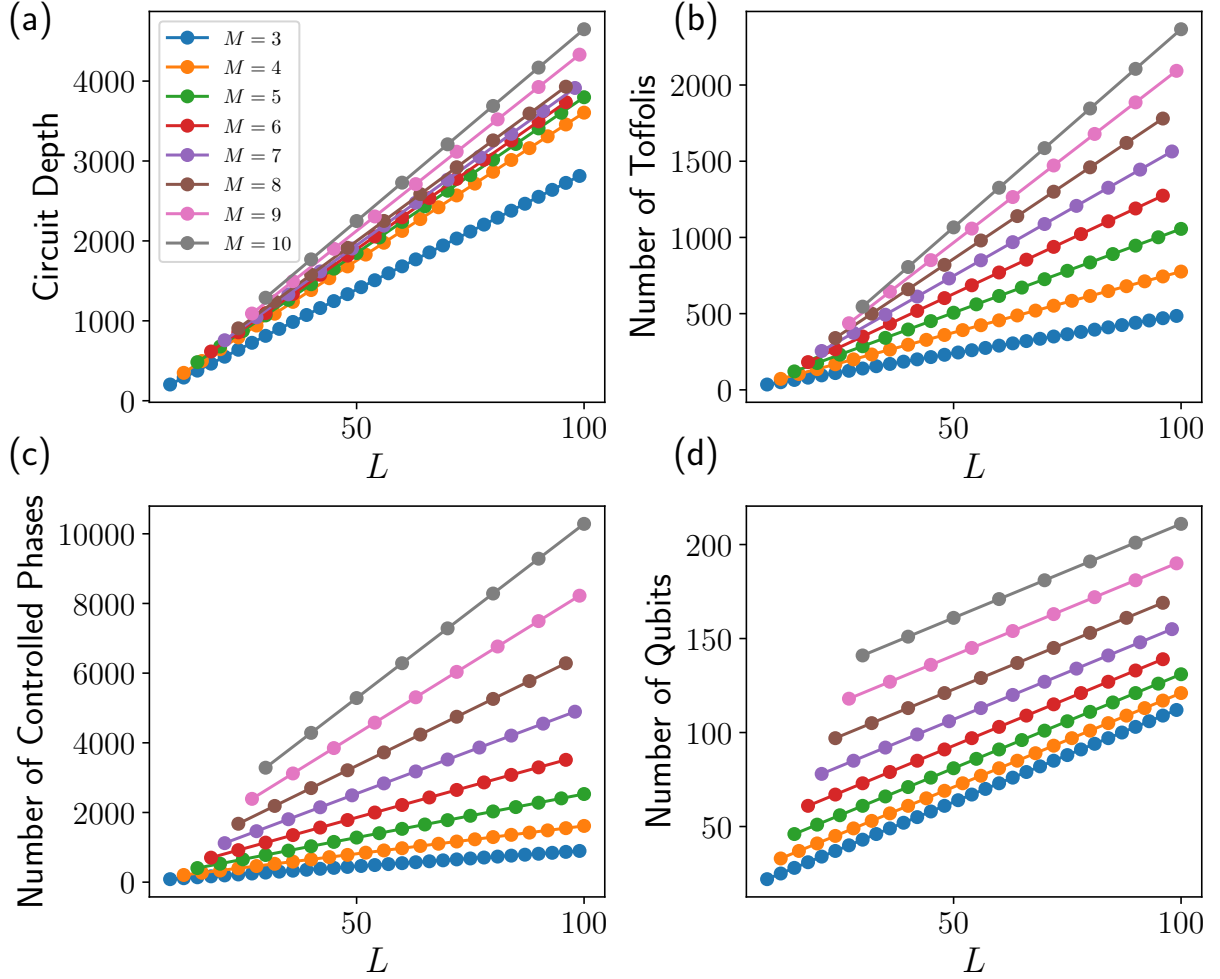 (a)
Circuit Depth
4000
3000
2000
1000
0
M = 3
M = 4
M = 5
M = 6
M = 7
M = 8
M = 9
M = 10
50
100
L
(b)
Number of Toffolis
2000
1500
1000
500
0
50
100
L
(c)
Number of Controlled Phases
10000
8000
6000
4000
2000
0
50
100
L
(d)
Number of Qubits
200
150
100
50
50
100
L